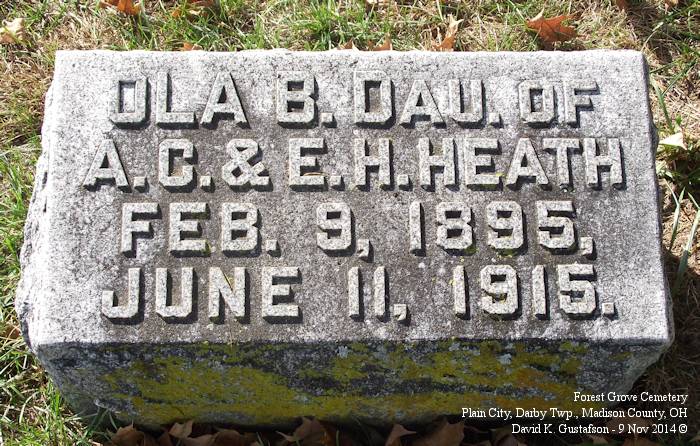 OLA B. DAU. OF
A. C. & E. H. HEATH
FEB. 9, 1895,
JUNE 11, 1915.
Forest Grove Cemetery
Plain City, Darby Twp., Madison County, OH
David K. Gustafson - 9 Nov 2014 ©